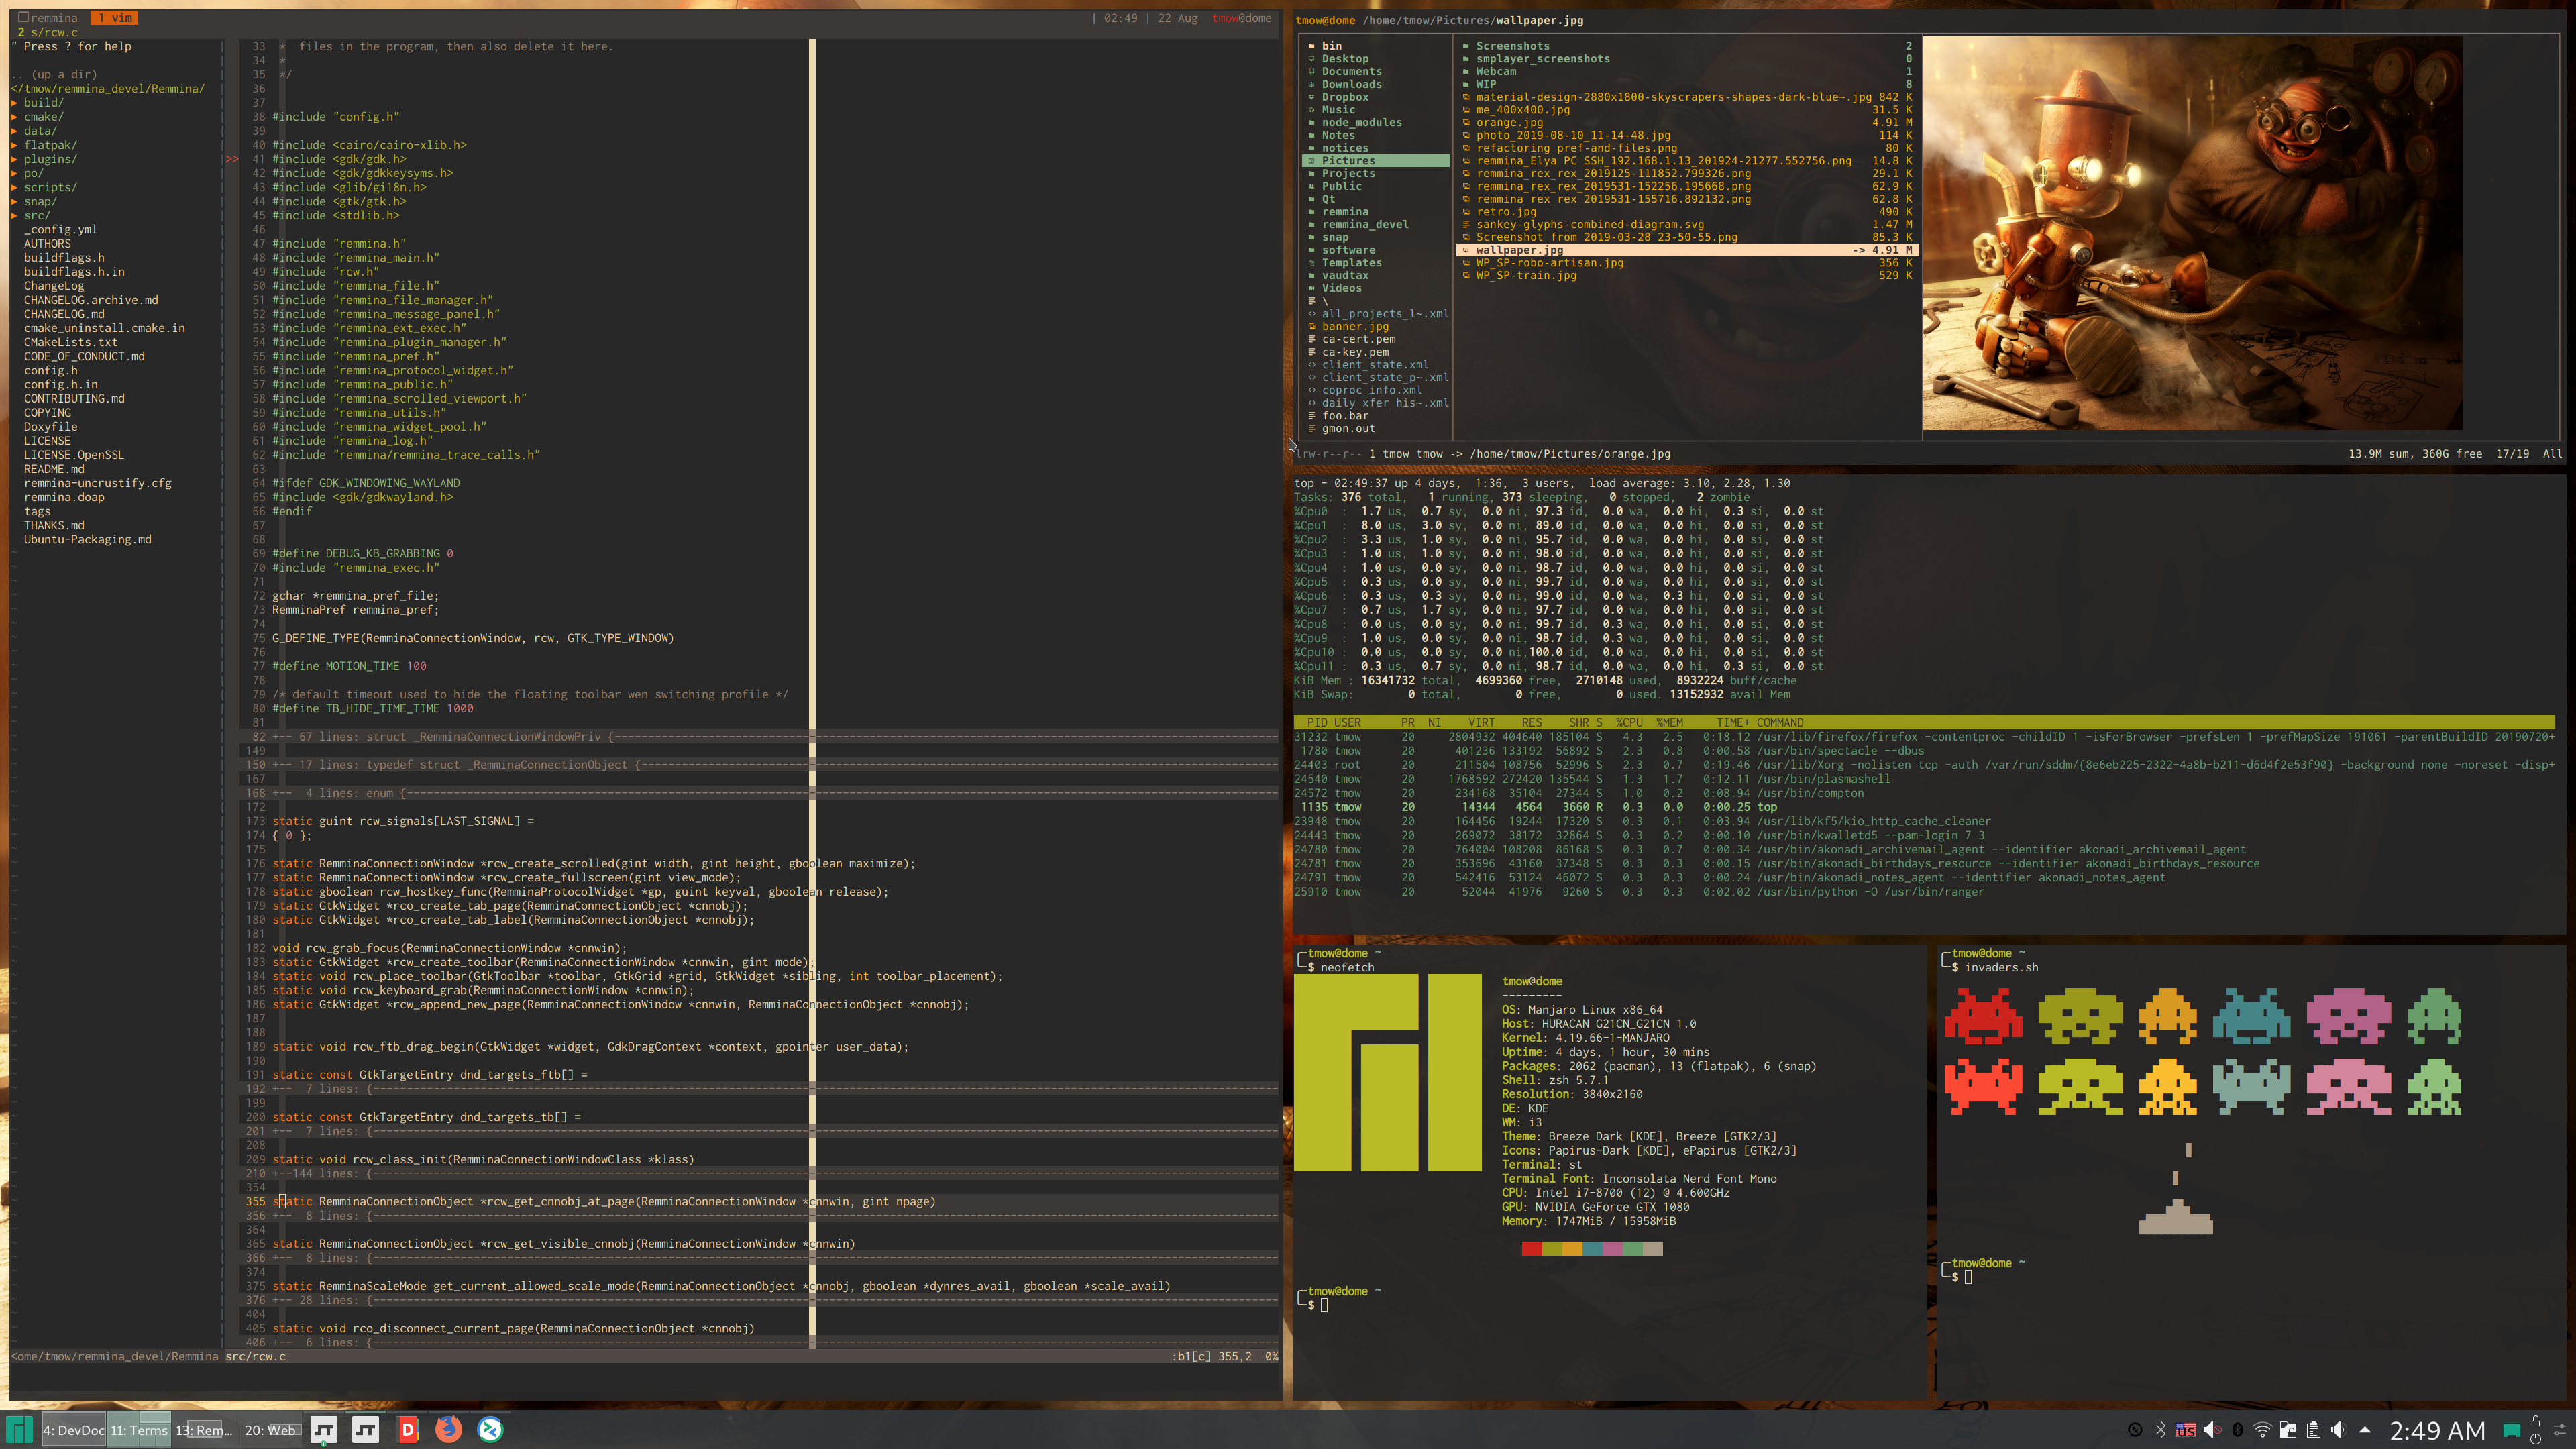 remmina 1 vim | 02:49 | 22 Aug tmow@dome
2 s/rcw.c
" Press ? for help
.. (up a dir)
</tmow/remmina_devel/Remmina/
▸ build/
▸ cmake/
▸ data/
▸ flatpak/
▸ plugins/
▸ po/
▸ scripts/
▸ snap/
▸ src/
_config.yml
AUTHORS
buildflags.h
buildflags.h.in
ChangeLog
CHANGELOG.archive.md
CHANGELOG.md
cmake_uninstall.cmake.in
CMakeLists.txt
CODE_OF_CONDUCT.md
config.h
config.h.in
CONTRIBUTING.md
COPYING
Doxyfile
LICENSE
LICENSE.OpenSSL
README.md
remmina-uncrustify.cfg
remmina.doap
tags
THANKS.md
Ubuntu-Packaging.md
33 *  files in the program, then also delete it here.
34 *
35 */
36
37
38 #include "config.h"
39
40 #include <cairo/cairo-xlib.h>
>> 41 #include <gdk/gdk.h>
42 #include <gdk/gdkkeysyms.h>
43 #include <glib/gi18n.h>
44 #include <gtk/gtk.h>
45 #include <stdlib.h>
46
47 #include "remmina.h"
48 #include "remmina_main.h"
49 #include "rcw.h"
50 #include "remmina_file.h"
51 #include "remmina_file_manager.h"
52 #include "remmina_message_panel.h"
53 #include "remmina_ext_exec.h"
54 #include "remmina_plugin_manager.h"
55 #include "remmina_pref.h"
56 #include "remmina_protocol_widget.h"
57 #include "remmina_public.h"
58 #include "remmina_scrolled_viewport.h"
59 #include "remmina_utils.h"
60 #include "remmina_widget_pool.h"
61 #include "remmina_log.h"
62 #include "remmina/remmina_trace_calls.h"
63
64 #ifdef GDK_WINDOWING_WAYLAND
65 #include <gdk/gdkwayland.h>
66 #endif
67
68
69 #define DEBUG_KB_GRABBING 0
70 #include "remmina_exec.h"
71
72 gchar *remmina_pref_file;
73 RemminaPref remmina_pref;
74
75 G_DEFINE_TYPE(RemminaConnectionWindow, rcw, GTK_TYPE_WINDOW)
76
77 #define MOTION_TIME 100
78
79 /* default timeout used to hide the floating toolbar wen switching profile */
80 #define TB_HIDE_TIME_TIME 1000
81
82 +-- 67 lines: struct _RemminaConnectionWindowPriv {
149
150 +-- 17 lines: typedef struct _RemminaConnectionObject {
167
168 +--  4 lines: enum {
172
173 static guint rcw_signals[LAST_SIGNAL] =
174 { 0 };
175
176 static RemminaConnectionWindow *rcw_create_scrolled(gint width, gint height, gboolean maximize);
177 static RemminaConnectionWindow *rcw_create_fullscreen(gint view_mode);
178 static gboolean rcw_hostkey_func(RemminaProtocolWidget *gp, guint keyval, gboolean release);
179 static GtkWidget *rco_create_tab_page(RemminaConnectionObject *cnnobj);
180 static GtkWidget *rco_create_tab_label(RemminaConnectionObject *cnnobj);
181
182 void rcw_grab_focus(RemminaConnectionWindow *cnnwin);
183 static GtkWidget *rcw_create_toolbar(RemminaConnectionWindow *cnnwin, gint mode);
184 static void rcw_place_toolbar(GtkToolbar *toolbar, GtkGrid *grid, GtkWidget *sibling, int toolbar_placement);
185 static void rcw_keyboard_grab(RemminaConnectionWindow *cnnwin);
186 static GtkWidget *rcw_append_new_page(RemminaConnectionWindow *cnnwin, RemminaConnectionObject *cnnobj);
187
188
189 static void rcw_ftb_drag_begin(GtkWidget *widget, GdkDragContext *context, gpointer user_data);
190
191 static const GtkTargetEntry dnd_targets_ftb[] =
192 +--  7 lines: {
199
200 static const GtkTargetEntry dnd_targets_tb[] =
201 +--  7 lines: {
208
209 static void rcw_class_init(RemminaConnectionWindowClass *klass)
210 +--144 lines: {
354
355 static RemminaConnectionObject *rcw_get_cnnobj_at_page(RemminaConnectionWindow *cnnwin, gint npage)
356 +--  8 lines: {
364
365 static RemminaConnectionObject *rcw_get_visible_cnnobj(RemminaConnectionWindow *cnnwin)
366 +--  8 lines: {
374
375 static RemminaScaleMode get_current_allowed_scale_mode(RemminaConnectionObject *cnnobj, gboolean *dynres_avail, gboolean *scale_avail)
376 +-- 28 lines: {
404
405 static void rco_disconnect_current_page(RemminaConnectionObject *cnnobj)
406 +--  6 lines: {
<ome/tmow/remmina_devel/Remmina src/rcw.c :b1[c] 355,2 0%
tmow@dome /home/tmow/Pictures/wallpaper.jpg
bin
Desktop
Documents
Downloads
Dropbox
Music
node_modules
Notes
notices
Pictures
Projects
Public
Qt
remmina
remmina_devel
snap
software
Templates
vaudtax
Videos
\
all_projects_l~.xml
banner.jpg
ca-cert.pem
ca-key.pem
client_state.xml
client_state_p~.xml
coproc_info.xml
daily_xfer_his~.xml
foo.bar
gmon.out
Screenshots 2
smplayer_screenshots 0
Webcam 1
WIP 8
material-design-2880x1800-skyscrapers-shapes-dark-blue~.jpg 842 K
me_400x400.jpg 31.5 K
orange.jpg 4.91 M
photo_2019-08-10_11-14-48.jpg 114 K
refactoring_pref-and-files.png 80 K
remmina_Elya PC SSH_192.168.1.13_201924-21277.552756.png 14.8 K
remmina_rex_rex_2019125-111852.799326.png 29.1 K
remmina_rex_rex_2019531-152256.195668.png 62.9 K
remmina_rex_rex_2019531-155716.892132.png 62.8 K
retro.jpg 490 K
sankey-glyphs-combined-diagram.svg 1.47 M
Screenshot from 2019-03-28 23-50-55.png 85.3 K
wallpaper.jpg -> 4.91 M
WP_SP-robo-artisan.jpg 356 K
WP_SP-train.jpg 529 K
lrw-r--r-- 1 tmow tmow -> /home/tmow/Pictures/orange.jpg 13.9M sum, 360G free 17/19 All
top - 02:49:37 up 4 days, 1:36, 3 users, load average: 3.10, 2.28, 1.30
Tasks: 376 total, 1 running, 373 sleeping, 0 stopped, 2 zombie
%Cpu0 : 1.7 us, 0.7 sy, 0.0 ni, 97.3 id, 0.0 wa, 0.0 hi, 0.3 si, 0.0 st
%Cpu1 : 8.0 us, 3.0 sy, 0.0 ni, 89.0 id, 0.0 wa, 0.0 hi, 0.0 si, 0.0 st
%Cpu2 : 3.3 us, 1.0 sy, 0.0 ni, 95.7 id, 0.0 wa, 0.0 hi, 0.0 si, 0.0 st
%Cpu3 : 1.0 us, 1.0 sy, 0.0 ni, 98.0 id, 0.0 wa, 0.0 hi, 0.0 si, 0.0 st
%Cpu4 : 1.0 us, 0.0 sy, 0.0 ni, 98.7 id, 0.0 wa, 0.0 hi, 0.3 si, 0.0 st
%Cpu5 : 0.3 us, 0.0 sy, 0.0 ni, 99.7 id, 0.0 wa, 0.0 hi, 0.0 si, 0.0 st
%Cpu6 : 0.3 us, 0.3 sy, 0.0 ni, 99.0 id, 0.0 wa, 0.3 hi, 0.0 si, 0.0 st
%Cpu7 : 0.7 us, 1.7 sy, 0.0 ni, 97.7 id, 0.0 wa, 0.0 hi, 0.0 si, 0.0 st
%Cpu8 : 0.0 us, 0.0 sy, 0.0 ni, 99.7 id, 0.3 wa, 0.0 hi, 0.0 si, 0.0 st
%Cpu9 : 1.0 us, 0.0 sy, 0.0 ni, 98.7 id, 0.3 wa, 0.0 hi, 0.0 si, 0.0 st
%Cpu10 : 0.0 us, 0.0 sy, 0.0 ni,100.0 id, 0.0 wa, 0.0 hi, 0.0 si, 0.0 st
%Cpu11 : 0.3 us, 0.7 sy, 0.0 ni, 98.7 id, 0.0 wa, 0.0 hi, 0.3 si, 0.0 st
KiB Mem : 16341732 total, 4699360 free, 2710148 used, 8932224 buff/cache
KiB Swap: 0 total, 0 free, 0 used. 13152932 avail Mem
PID USER PR NI VIRT RES SHR S %CPU %MEM TIME+ COMMAND
31232 tmow 20 2804932 404640 185104 S 4.3 2.5 0:18.12 /usr/lib/firefox/firefox -contentproc -childID 1 -isForBrowser -prefsLen 1 -prefMapSize 191061 -parentBuildID 20190720+
1780 tmow 20 401236 133192 56892 S 2.3 0.8 0:00.58 /usr/bin/spectacle --dbus
24403 root 20 211504 108756 52996 S 2.3 0.7 0:19.46 /usr/lib/Xorg -nolisten tcp -auth /var/run/sddm/{8e6eb225-2322-4a8b-b211-d6d4f2e53f90} -background none -noreset -disp+
24540 tmow 20 1768592 272420 135544 S 1.3 1.7 0:12.11 /usr/bin/plasmashell
24572 tmow 20 234168 35104 27344 S 1.0 0.2 0:08.94 /usr/bin/compton
1135 tmow 20 14344 4564 3660 R 0.3 0.0 0:00.25 top
23948 tmow 20 164456 19244 17320 S 0.3 0.1 0:03.94 /usr/lib/kf5/kio_http_cache_cleaner
24443 tmow 20 269072 38172 32864 S 0.3 0.2 0:00.10 /usr/bin/kwalletd5 --pam-login 7 3
24780 tmow 20 764004 108208 86168 S 0.3 0.7 0:00.34 /usr/bin/akonadi_archivemail_agent --identifier akonadi_archivemail_agent
24781 tmow 20 353696 43160 37348 S 0.3 0.3 0:00.15 /usr/bin/akonadi_birthdays_resource --identifier akonadi_birthdays_resource
24791 tmow 20 542416 53124 46072 S 0.3 0.3 0:00.24 /usr/bin/akonadi_notes_agent --identifier akonadi_notes_agent
25910 tmow 20 52044 41976 9260 S 0.3 0.3 0:02.02 /usr/bin/python -O /usr/bin/ranger
tmow@dome ~
$ neofetch
tmow@dome
---------
OS: Manjaro Linux x86_64
Host: HURACAN G21CN_G21CN 1.0
Kernel: 4.19.66-1-MANJARO
Uptime: 4 days, 1 hour, 30 mins
Packages: 2062 (pacman), 13 (flatpak), 6 (snap)
Shell: zsh 5.7.1
Resolution: 3840x2160
DE: KDE
WM: i3
Theme: Breeze Dark [KDE], Breeze [GTK2/3]
Icons: Papirus-Dark [KDE], ePapirus [GTK2/3]
Terminal: st
Terminal Font: Inconsolata Nerd Font Mono
CPU: Intel i7-8700 (12) @ 4.600GHz
GPU: NVIDIA GeForce GTX 1080
Memory: 1747MiB / 15958MiB
tmow@dome ~
$
tmow@dome ~
$ invaders.sh
tmow@dome ~
$
4: DevDoc 11: Terms 13: Rem... 20: Web D us 2:49 AM